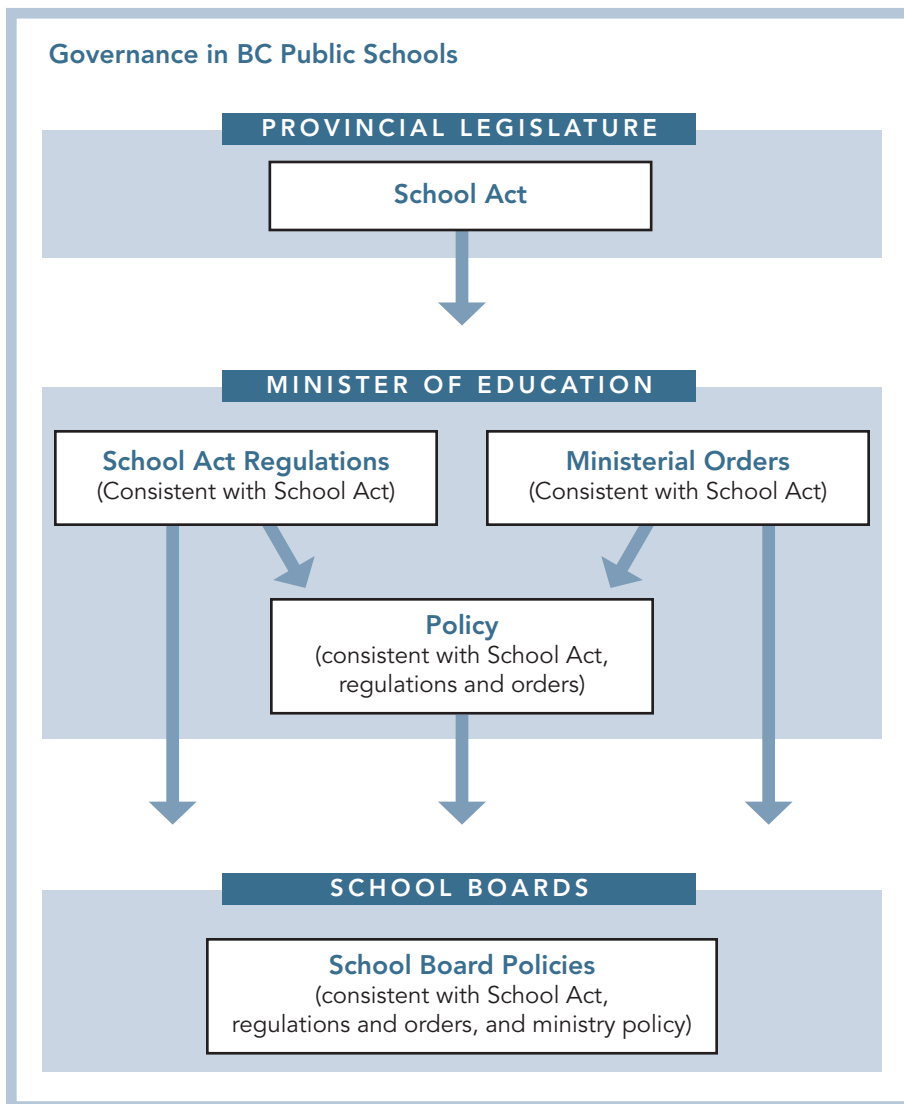 Governance in BC Public Schools
PROVINCIAL LEGISLATURE
School Act
MINISTER OF EDUCATION
School Act Regulations
(Consistent with School Act)
Ministerial Orders
(Consistent with School Act)
Policy
(consistent with School Act,
regulations and orders)
SCHOOL BOARDS
School Board Policies
(consistent with School Act,
regulations and orders, and ministry policy)